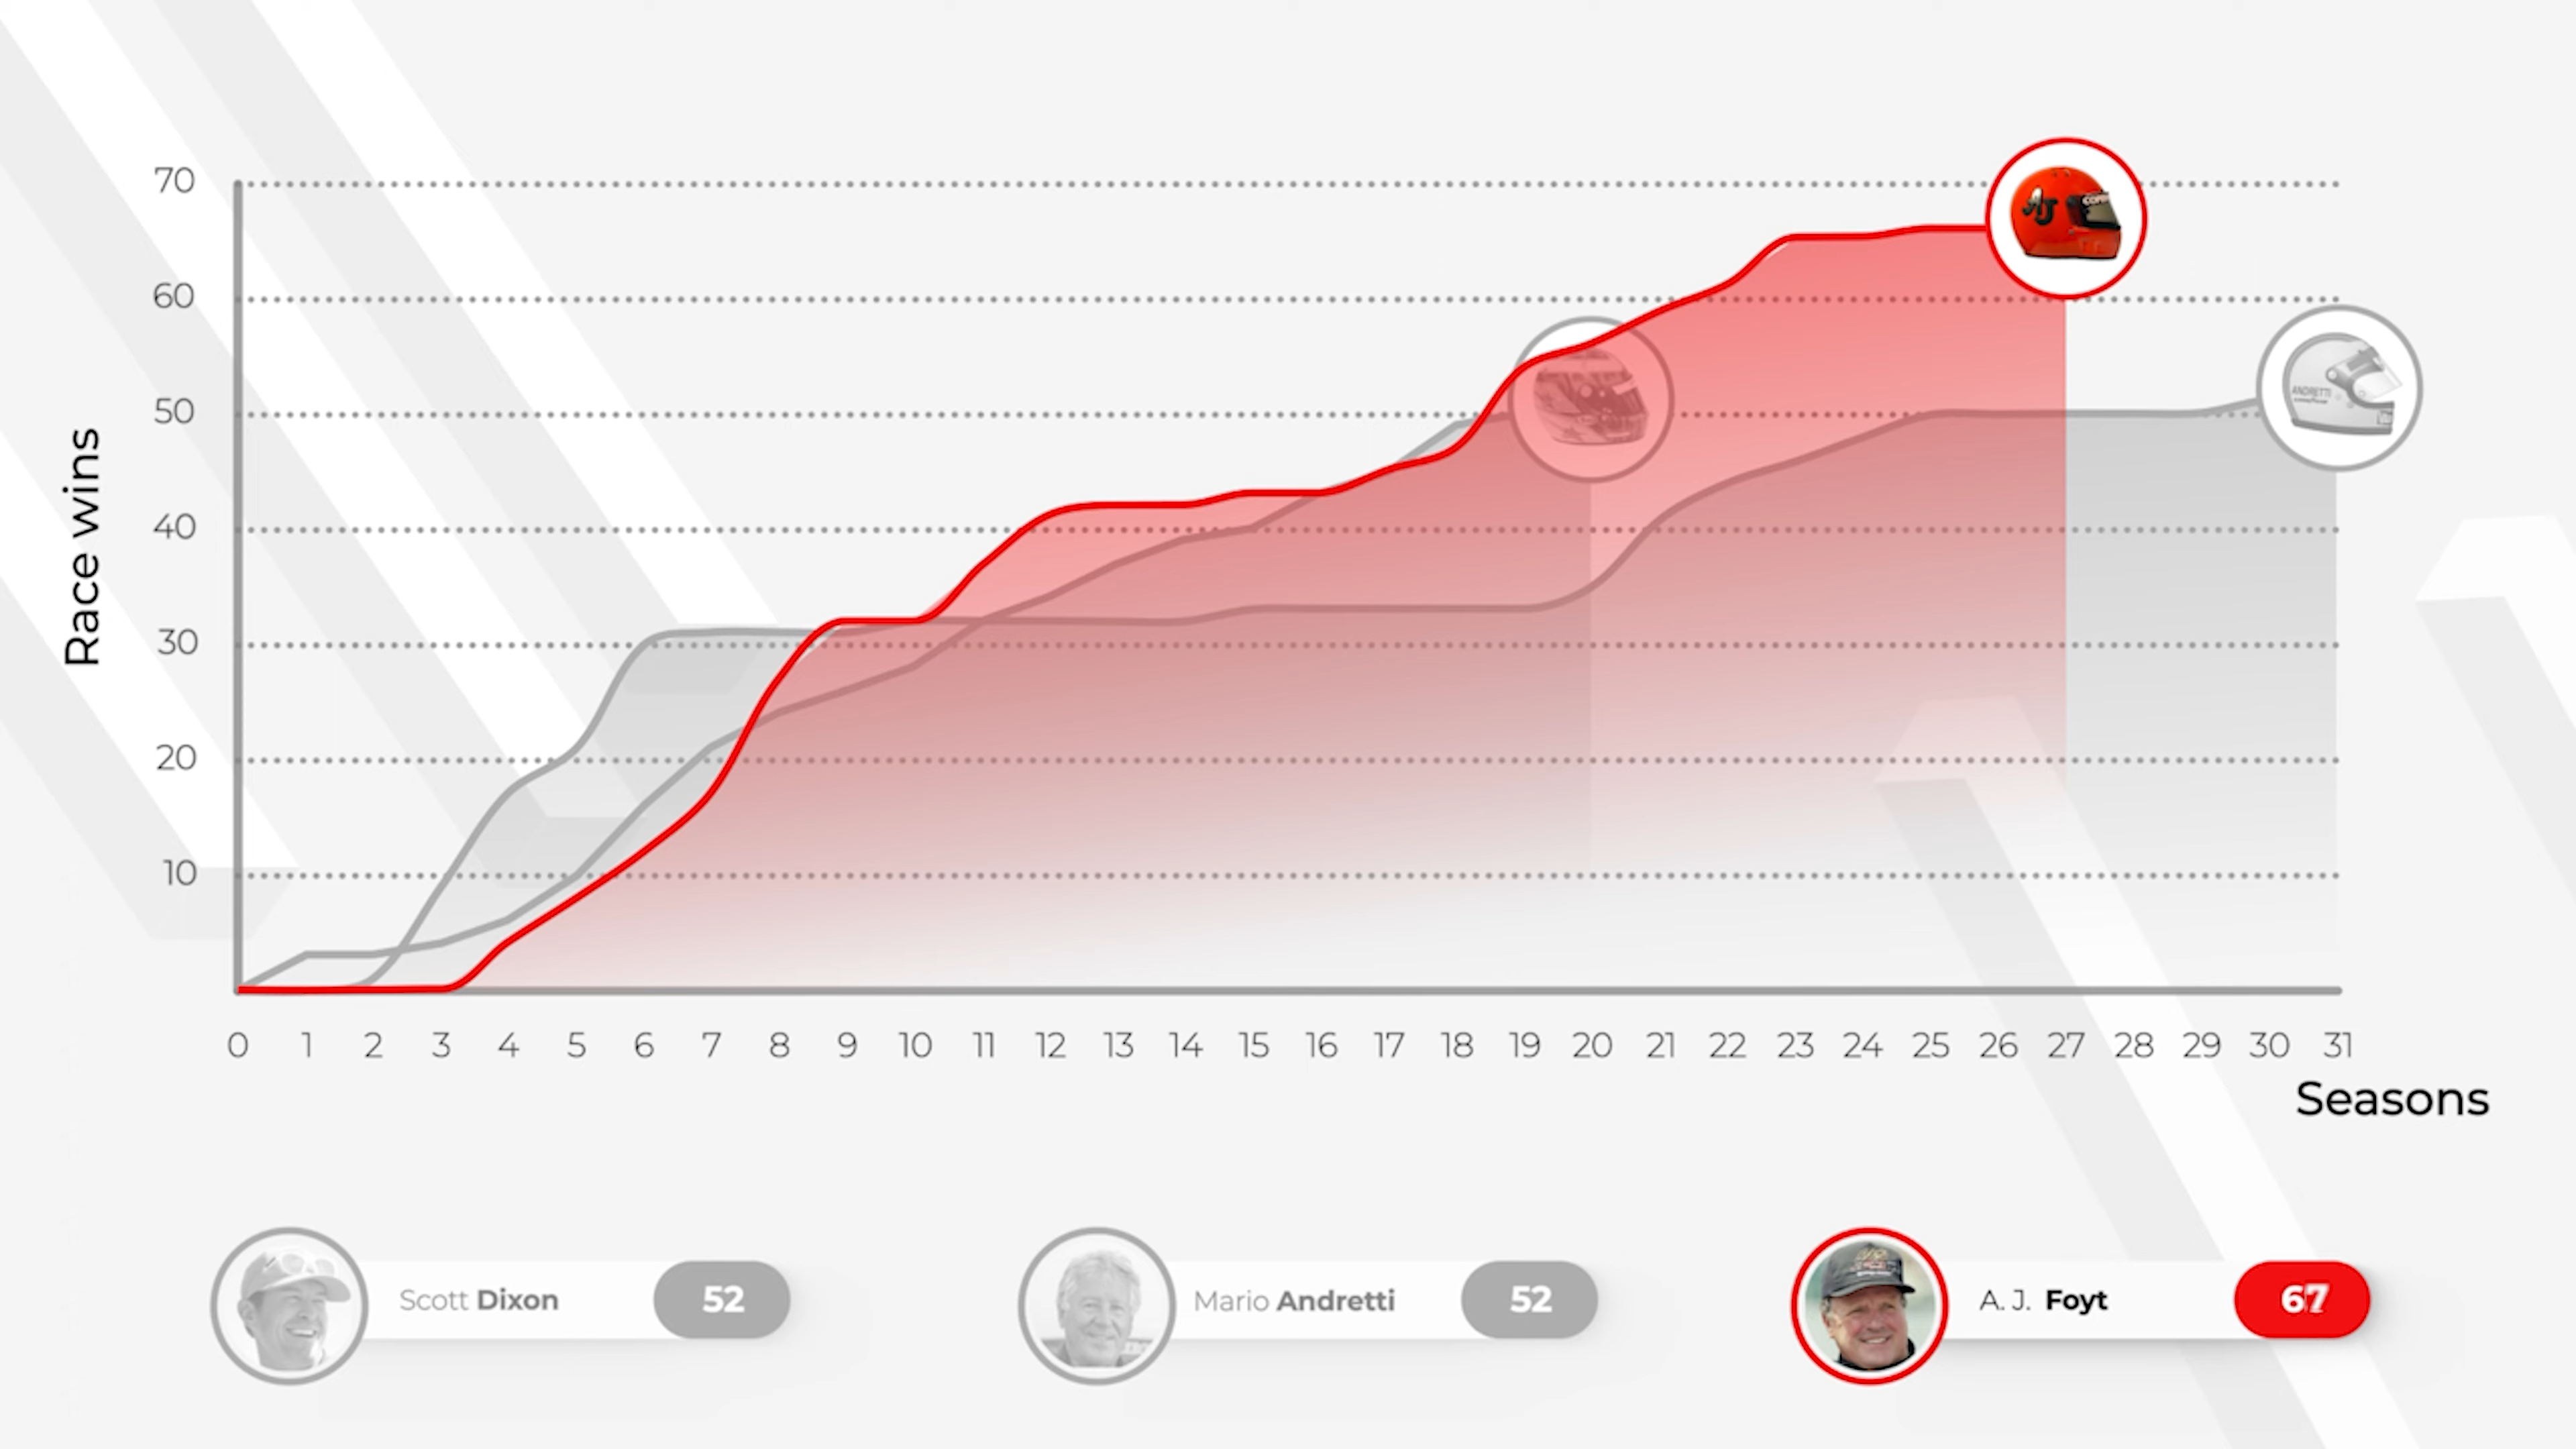 70
60
50
40
30
20
10
Race wins
0 1 2 3 4 5 6 7 8 9 10 11 12 13 14 15 16 17 18 19 20 21 22 23 24 25 26 27 28 29 30 31
Seasons
AJ
ANDRETTI
Scott Dixon 52
Mario Andretti 52
A. J. Foyt 67